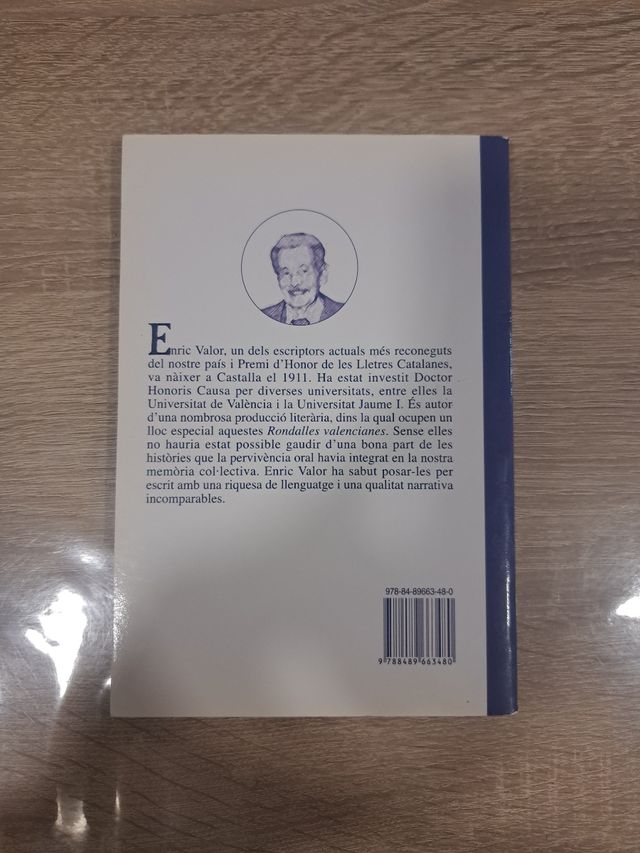 Enric Valor, un dels escriptors actuals més reconeguts
del nostre país i Premi d'Honor de les Lletres Catalanes,
va nàixer a Castalla el 1911. Ha estat investit Doctor
Honoris Causa per diverses universitats, entre elles la
Universitat de València i la Universitat Jaume I. És autor
d'una nombrosa producció literària, dins la qual ocupen un
lloc especial aquestes Rondalles valencianes. Sense elles
no hauria estat possible gaudir d'una bona part de les
històries que la pervivència oral havia integrat en la nostra
memòria col·lectiva. Enric Valor ha sabut posar-les per
escrit amb una riquesa de llenguatge i una qualitat narrativa
incomparables.
978-84-89663-48-0
9 788489 663480